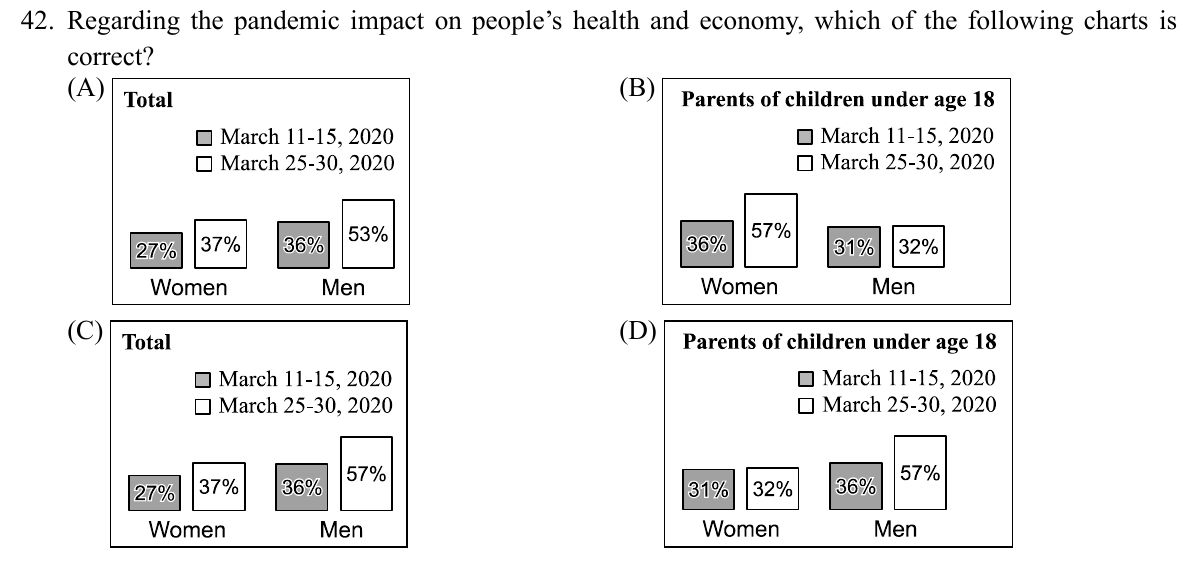 42. Regarding the pandemic impact on people's health and economy, which of the following charts is
correct?
(A)
Total
March 11-15, 2020
March 25-30, 2020
27% 37% 36% 53%
Women Men
(B)
Parents of children under age 18
March 11-15, 2020
March 25-30, 2020
36% 57% 31% 32%
Women Men
(C)
Total
March 11-15, 2020
March 25-30, 2020
27% 37% 36% 57%
Women Men
(D)
Parents of children under age 18
March 11-15, 2020
March 25-30, 2020
31% 32% 36% 57%
Women Men